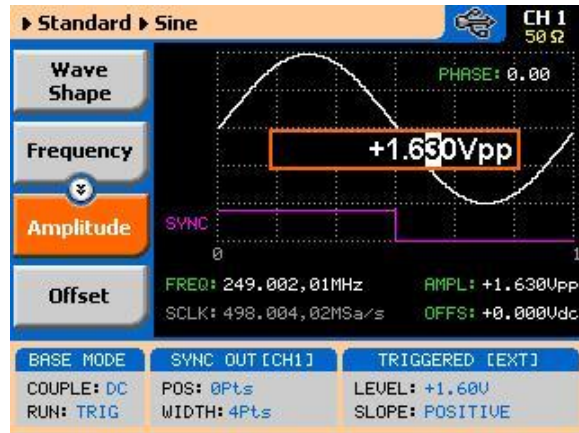 Standard Sine
CH 1
50 Ω
Wave
Shape
PHASE: 0.00
Frequency
+1.630Vpp
Amplitude
SYNC
0
1
FREQ: 249.002,01MHz
AMPL: +1.630Vpp
Offset
SCLK: 498.004,02MSa/s
OFFS: +0.000Vdc
BASE MODE
SYNC OUT [CH1]
TRIGGERED [EXT]
COUPLE: DC
POS: 0Pts
LEVEL: +1.60V
RUN: TRIG
WIDTH: 4Pts
SLOPE: POSITIVE